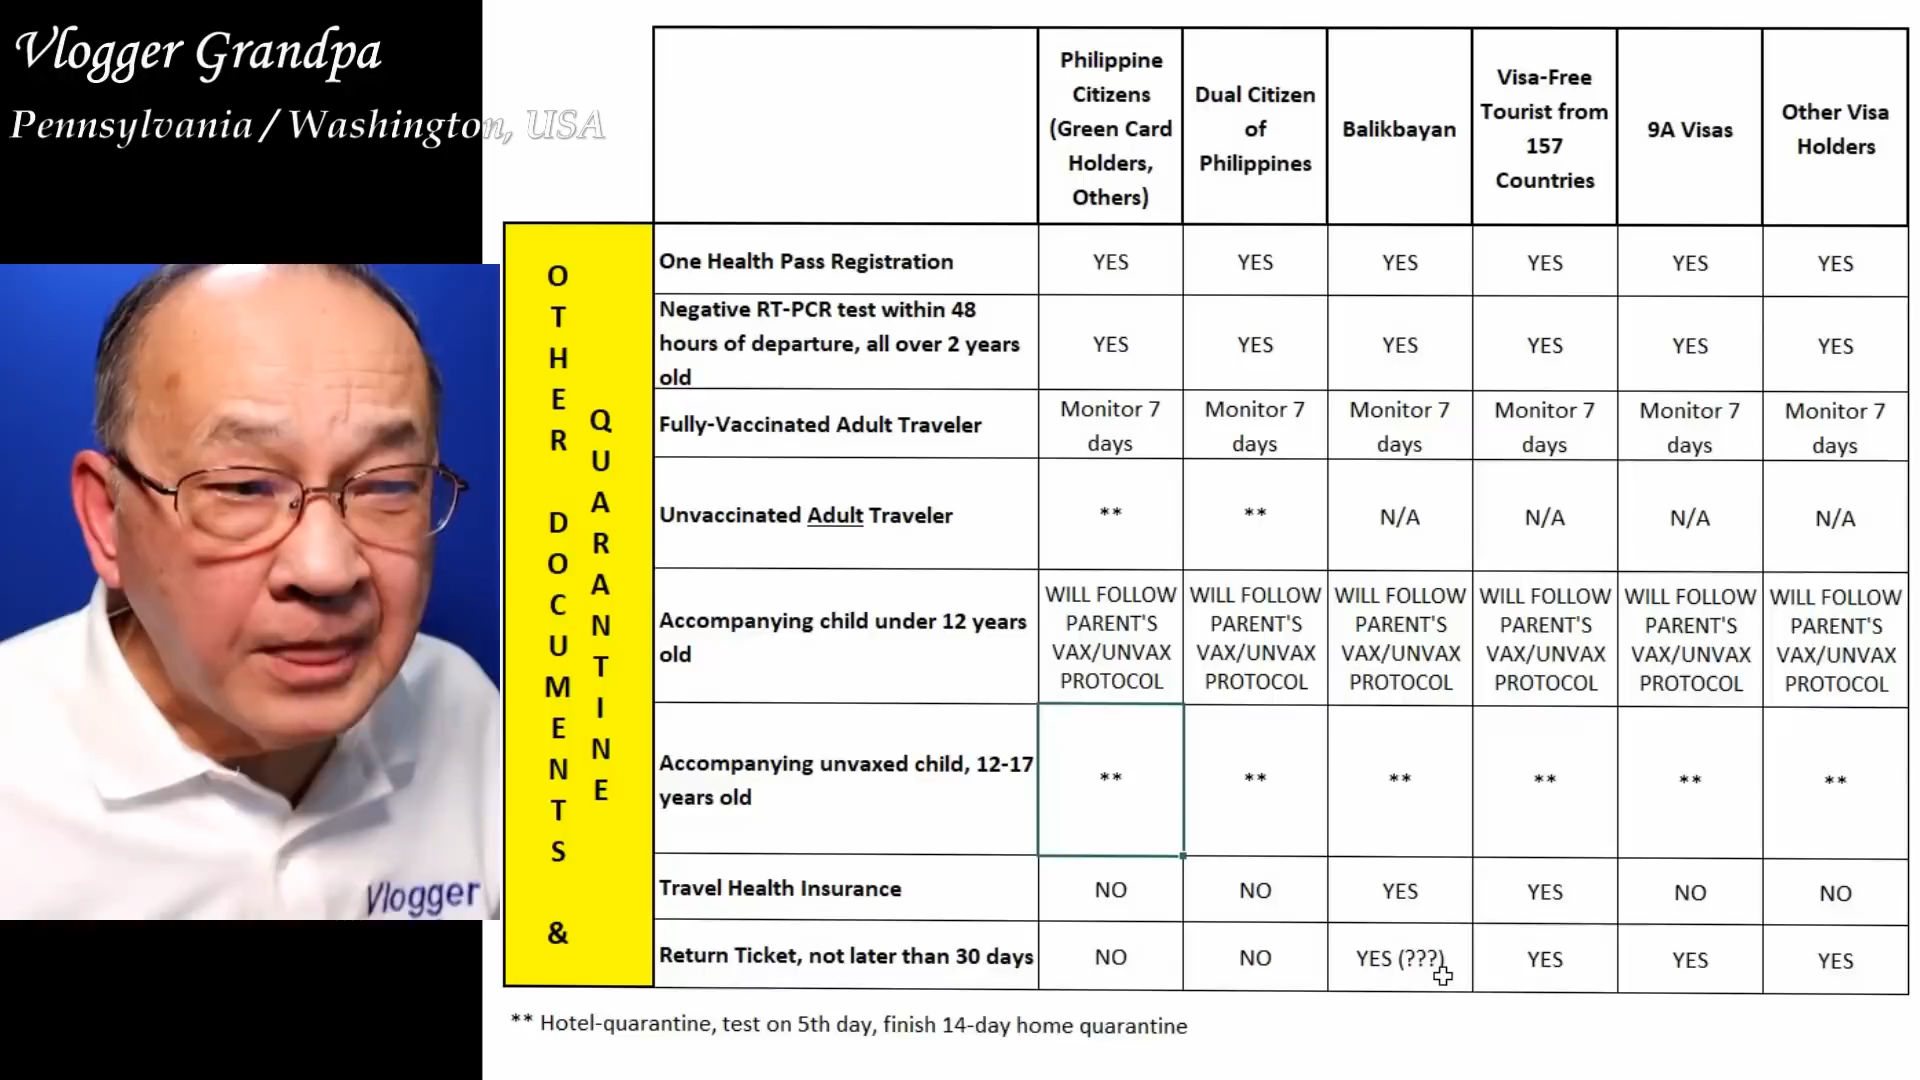 Vlogger Grandpa
Pennsylvania / Washington, USA
Philippine
Citizens
(Green Card
Holders,
Others)
Dual Citizen
of
Philippines
Balikbayan
Visa-Free
Tourist from
157
Countries
9A Visas
Other Visa
Holders
OTHER DOCUMENTS &
QUARANTINE
One Health Pass Registration
YES YES YES YES YES YES
Negative RT-PCR test within 48
hours of departure, all over 2 years
old
YES YES YES YES YES YES
Fully-Vaccinated Adult Traveler
Monitor 7
days
Monitor 7
days
Monitor 7
days
Monitor 7
days
Monitor 7
days
Monitor 7
days
Unvaccinated Adult Traveler
** ** N/A N/A N/A N/A
Accompanying child under 12 years
old
WILL FOLLOW
PARENT'S
VAX/UNVAX
PROTOCOL
WILL FOLLOW
PARENT'S
VAX/UNVAX
PROTOCOL
WILL FOLLOW
PARENT'S
VAX/UNVAX
PROTOCOL
WILL FOLLOW
PARENT'S
VAX/UNVAX
PROTOCOL
WILL FOLLOW
PARENT'S
VAX/UNVAX
PROTOCOL
WILL FOLLOW
PARENT'S
VAX/UNVAX
PROTOCOL
Accompanying unvaxed child, 12-17
years old
** ** ** ** ** **
Travel Health Insurance
NO NO YES YES NO NO
Return Ticket, not later than 30 days
NO NO YES (???) YES YES YES
** Hotel-quarantine, test on 5th day, finish 14-day home quarantine
Vlogger